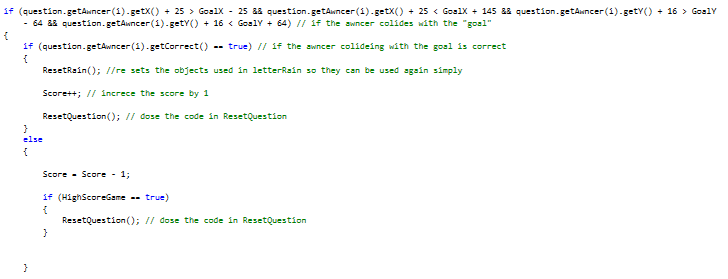 if (question.getAwncer(i).getX() + 25 > GoalX - 25 && question.getAwncer(i).getX() + 25 < GoalX + 145 && question.getAwncer(i).getY() + 16 > GoalY
- 64 && question.getAwncer(i).getY() + 16 < GoalY + 64) // if the awncer colides with the "goal"
{
if (question.getAwncer(i).getCorrect() == true) // if the awncer collideing with the goal is correct
{
ResetRain(); //re sets the objects used in letterRain so they can be used again simply
Score++; // increce the score by 1
ResetQuestion(); // dose the code in ResetQuestion
}
else
{
Score = Score - 1;
if (HighScoreGame == true)
{
ResetQuestion(); // dose the code in ResetQuestion
}
}